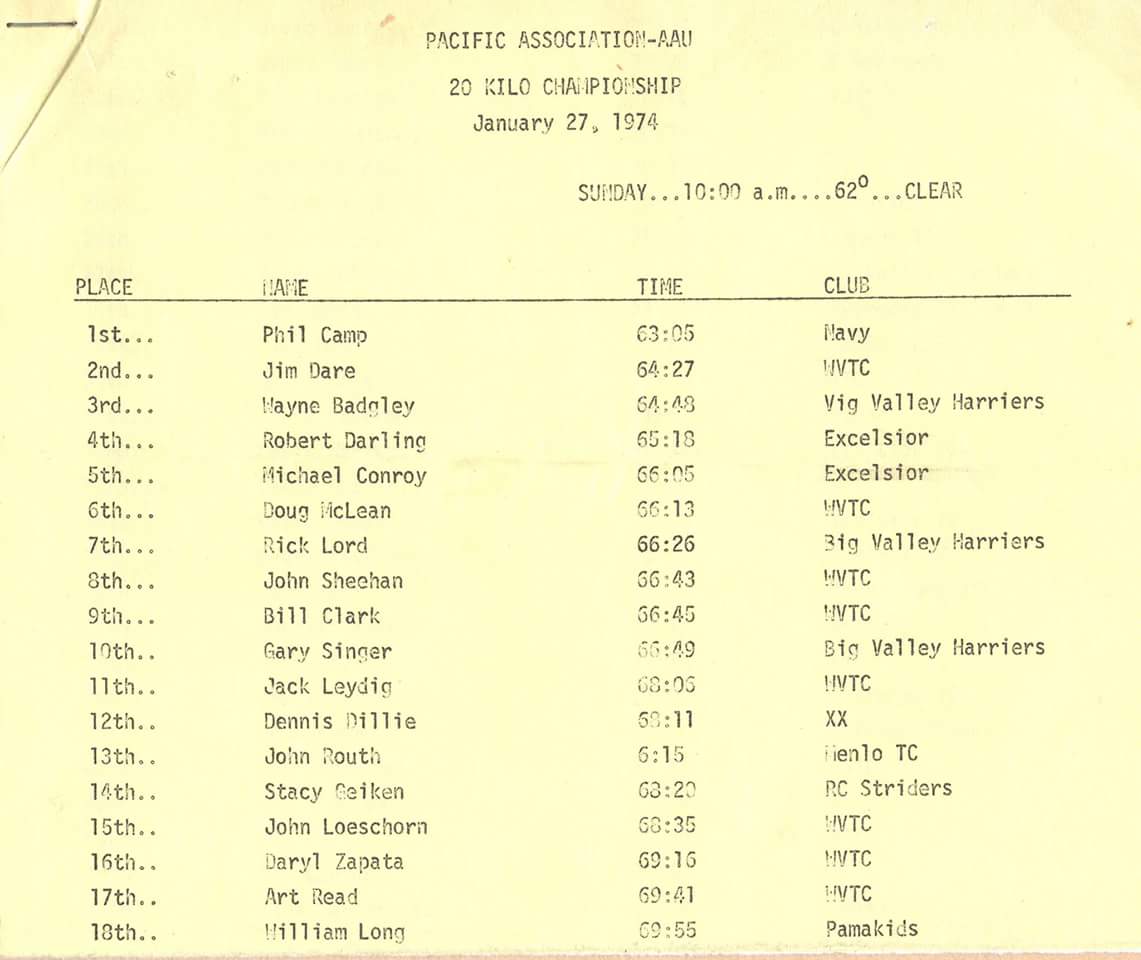 PACIFIC ASSOCIATION-AAU
20 KILO CHAMPIONSHIP
January 27, 1974
SUNDAY...10:00 a.m....62º...CLEAR
PLACE NAME TIME CLUB
1st... Phil Camp 63:05 Navy
2nd... Jim Dare 64:27 WVTC
3rd... Wayne Badgley 64:48 Vig Valley Harriers
4th... Robert Darling 65:18 Excelsior
5th... Michael Conroy 66:05 Excelsior
6th... Doug McLean 66:13 WVTC
7th... Rick Lord 66:26 Big Valley Harriers
8th... John Sheehan 66:43 WVTC
9th... Bill Clark 66:45 WVTC
10th.. Gary Singer 66:49 Big Valley Harriers
11th.. Jack Leydig 68:06 WVTC
12th.. Dennis Dillie 68:11 XX
13th.. John Routh 6:15 Menlo TC
14th.. Stacy Geiken 68:20 RC Striders
15th.. John Loeschorn 68:35 WVTC
16th.. Daryl Zapata 69:16 WVTC
17th.. Art Read 69:41 WVTC
18th.. William Long 69:55 Pamakids